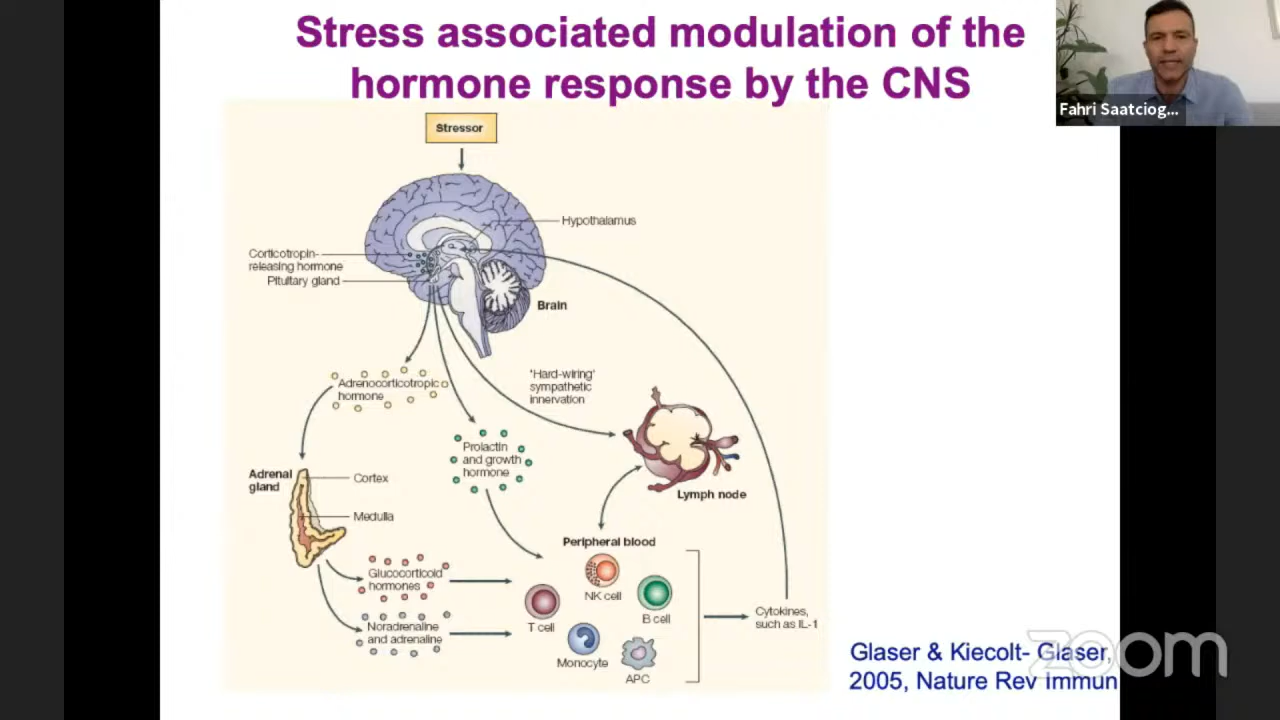 Stress associated modulation of the
hormone response by the CNS
Fahri Saatciog...
Stressor
Hypothalamus
Corticotropin-
releasing hormone
Pituitary gland
Brain
'Hard-wiring'
sympathetic
innervation
Adrenocorticotropic
hormone
Prolactin
and growth
hormone
Adrenal
gland
Cortex
Medulla
Lymph node
Peripheral blood
Glucocorticoid
hormones
NK cell
B cell
T cell
Noradrenaline
and adrenaline
Monocyte
APC
Cytokines,
such as IL-1
Glaser & Kiecolt- Glaser,
2005, Nature Rev Immun
zoom